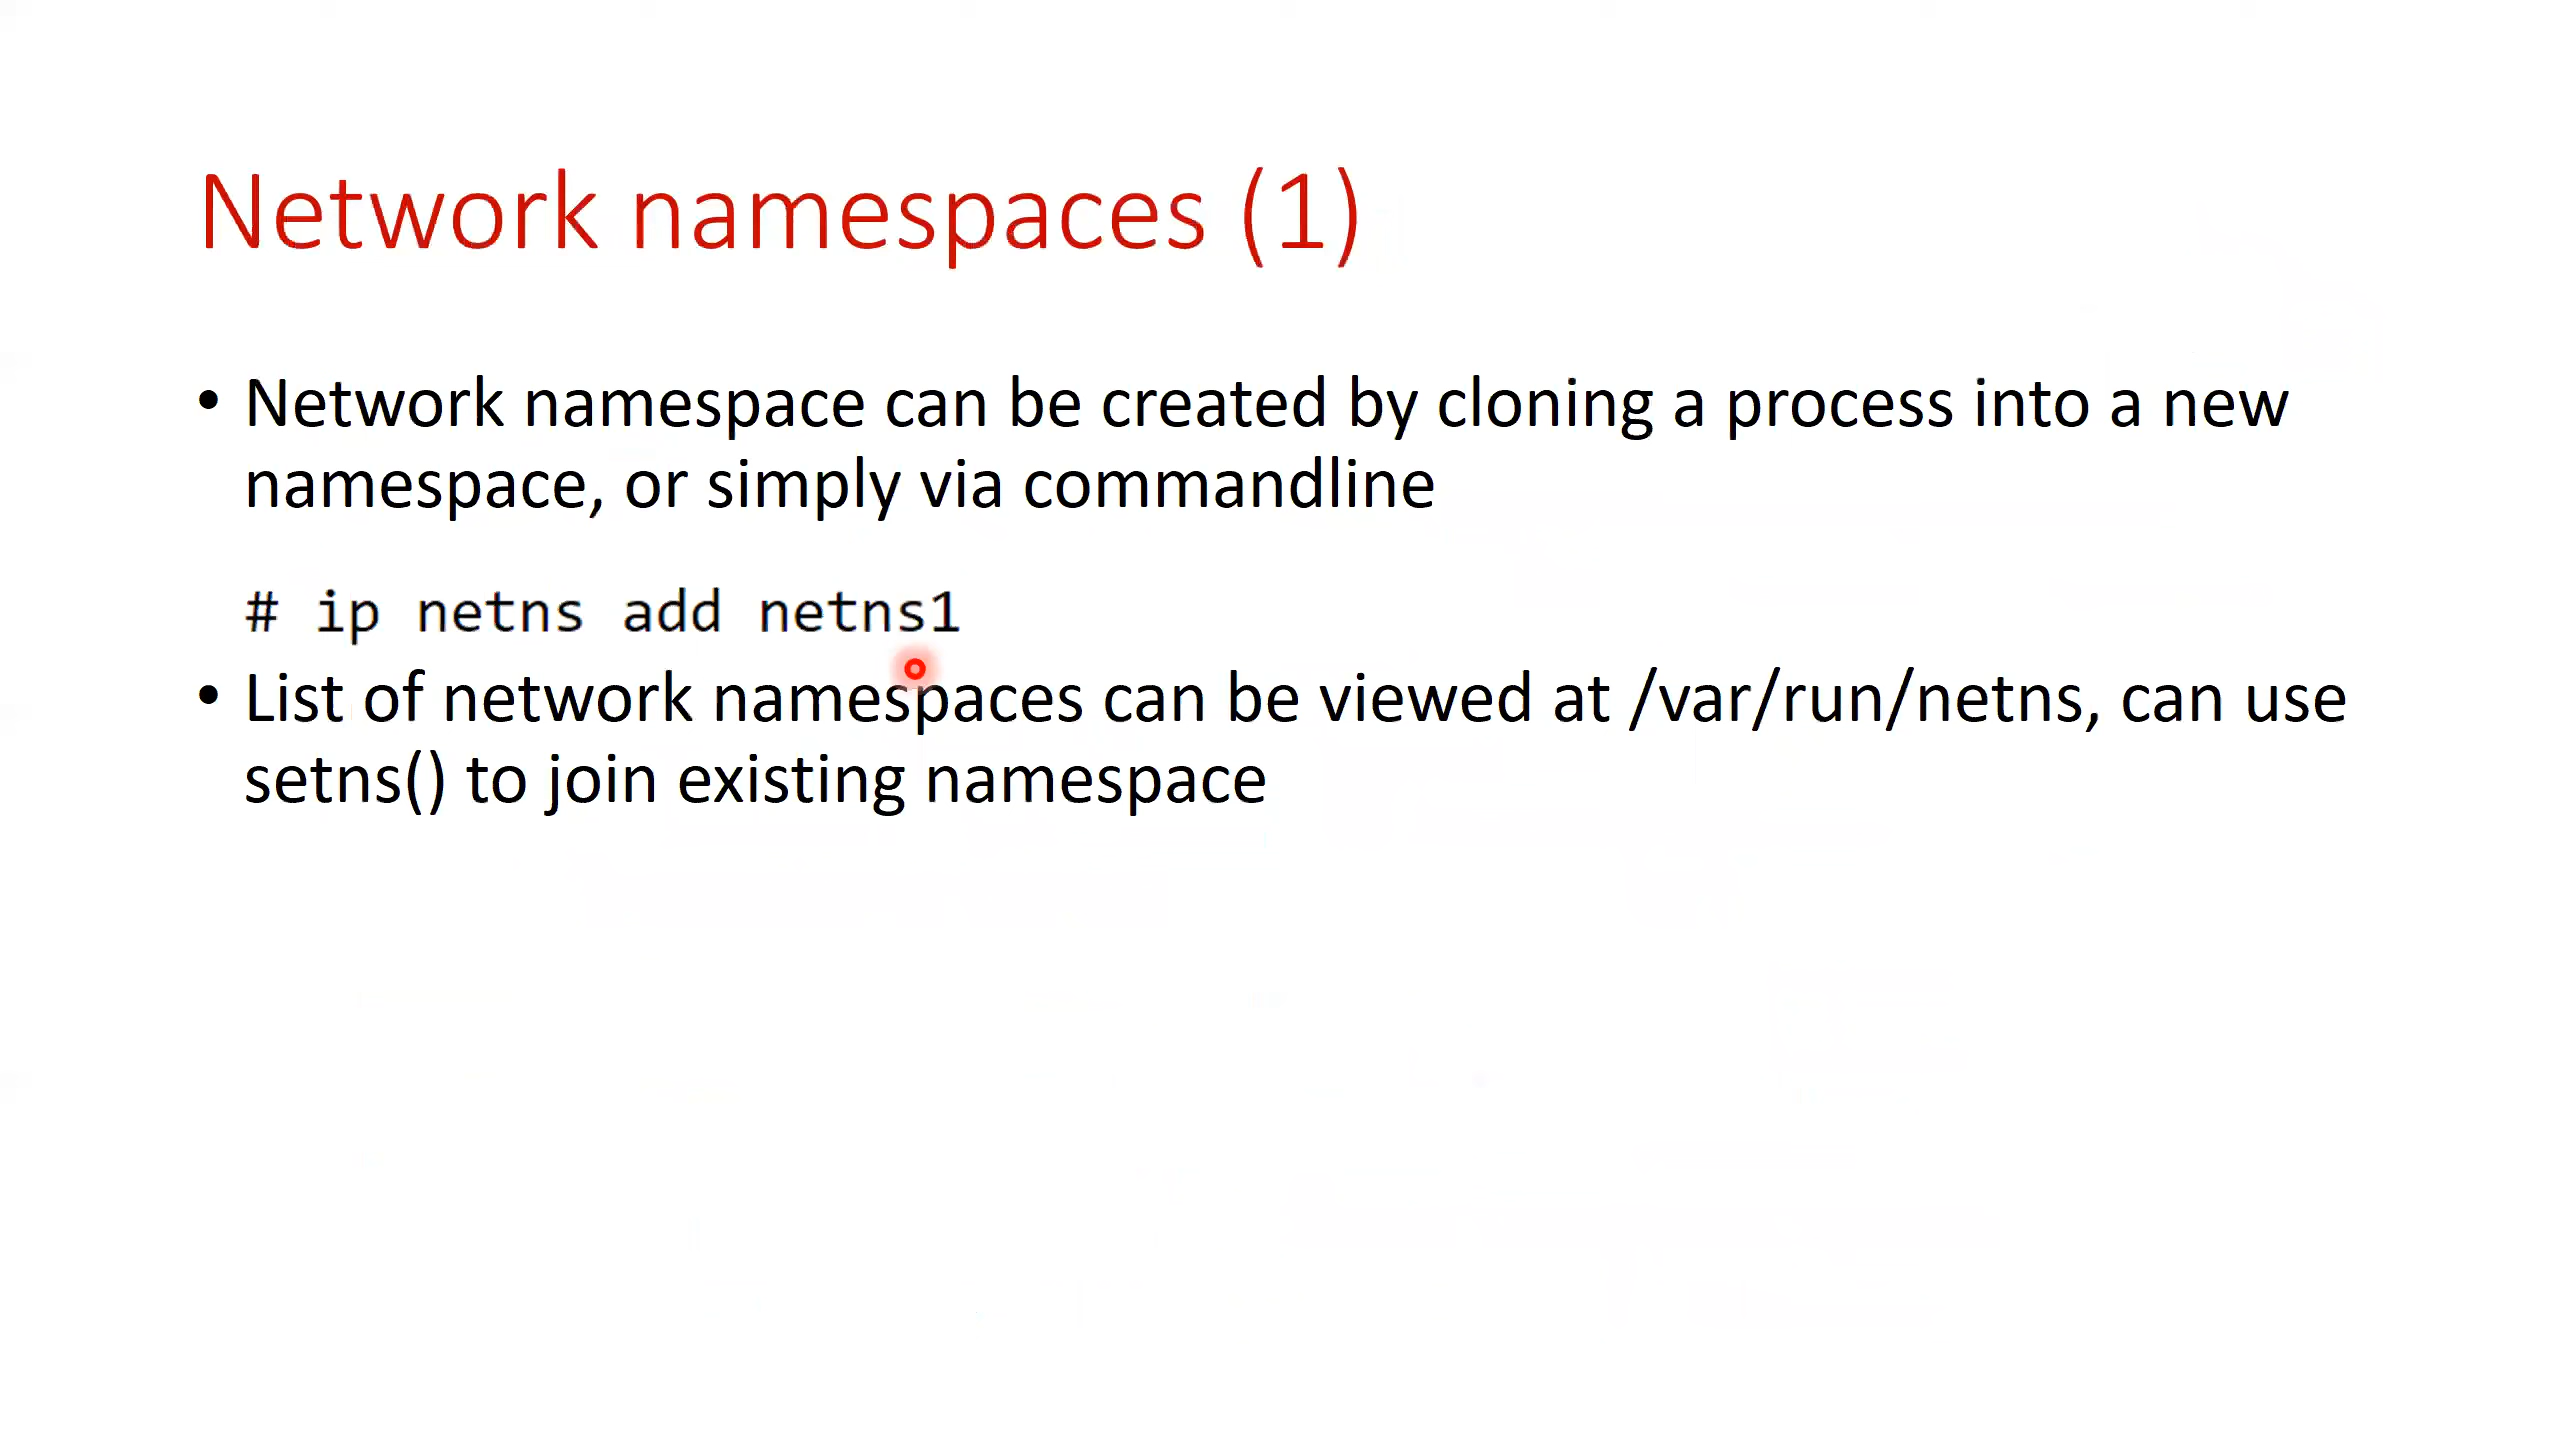 Network namespaces (1)
• Network namespace can be created by cloning a process into a new
namespace, or simply via commandline
# ip netns add netns1
• List of network namespaces can be viewed at /var/run/netns, can use
setns() to join existing namespace